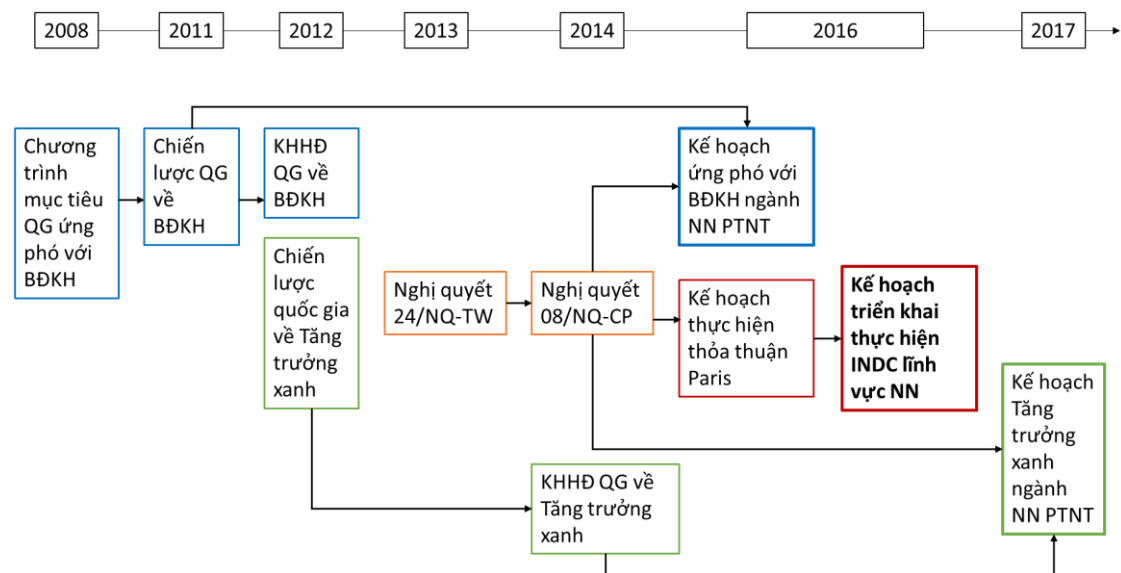 2008
2011
2012
2013
2014
2016
2017
Chương
trình
mục tiêu
QG ứng
phó với
BĐKH
Chiến
lược QG
về
BĐKH
KHHĐ
QG về
BĐKH
Kế hoạch
ứng phó với
BĐKH ngành
NN PTNT
Chiến
lược
quốc gia
về Tăng
trưởng
xanh
Nghị quyết
24/NQ-TW
Nghị quyết
08/NQ-CP
Kế hoạch
thực hiện
thỏa thuận
Paris
Kế hoạch
triển khai
thực hiện
INDC lĩnh
vực NN
Kế hoạch
Tăng
trưởng
xanh
ngành
NN PTNT
KHHĐ QG về
Tăng trưởng
xanh